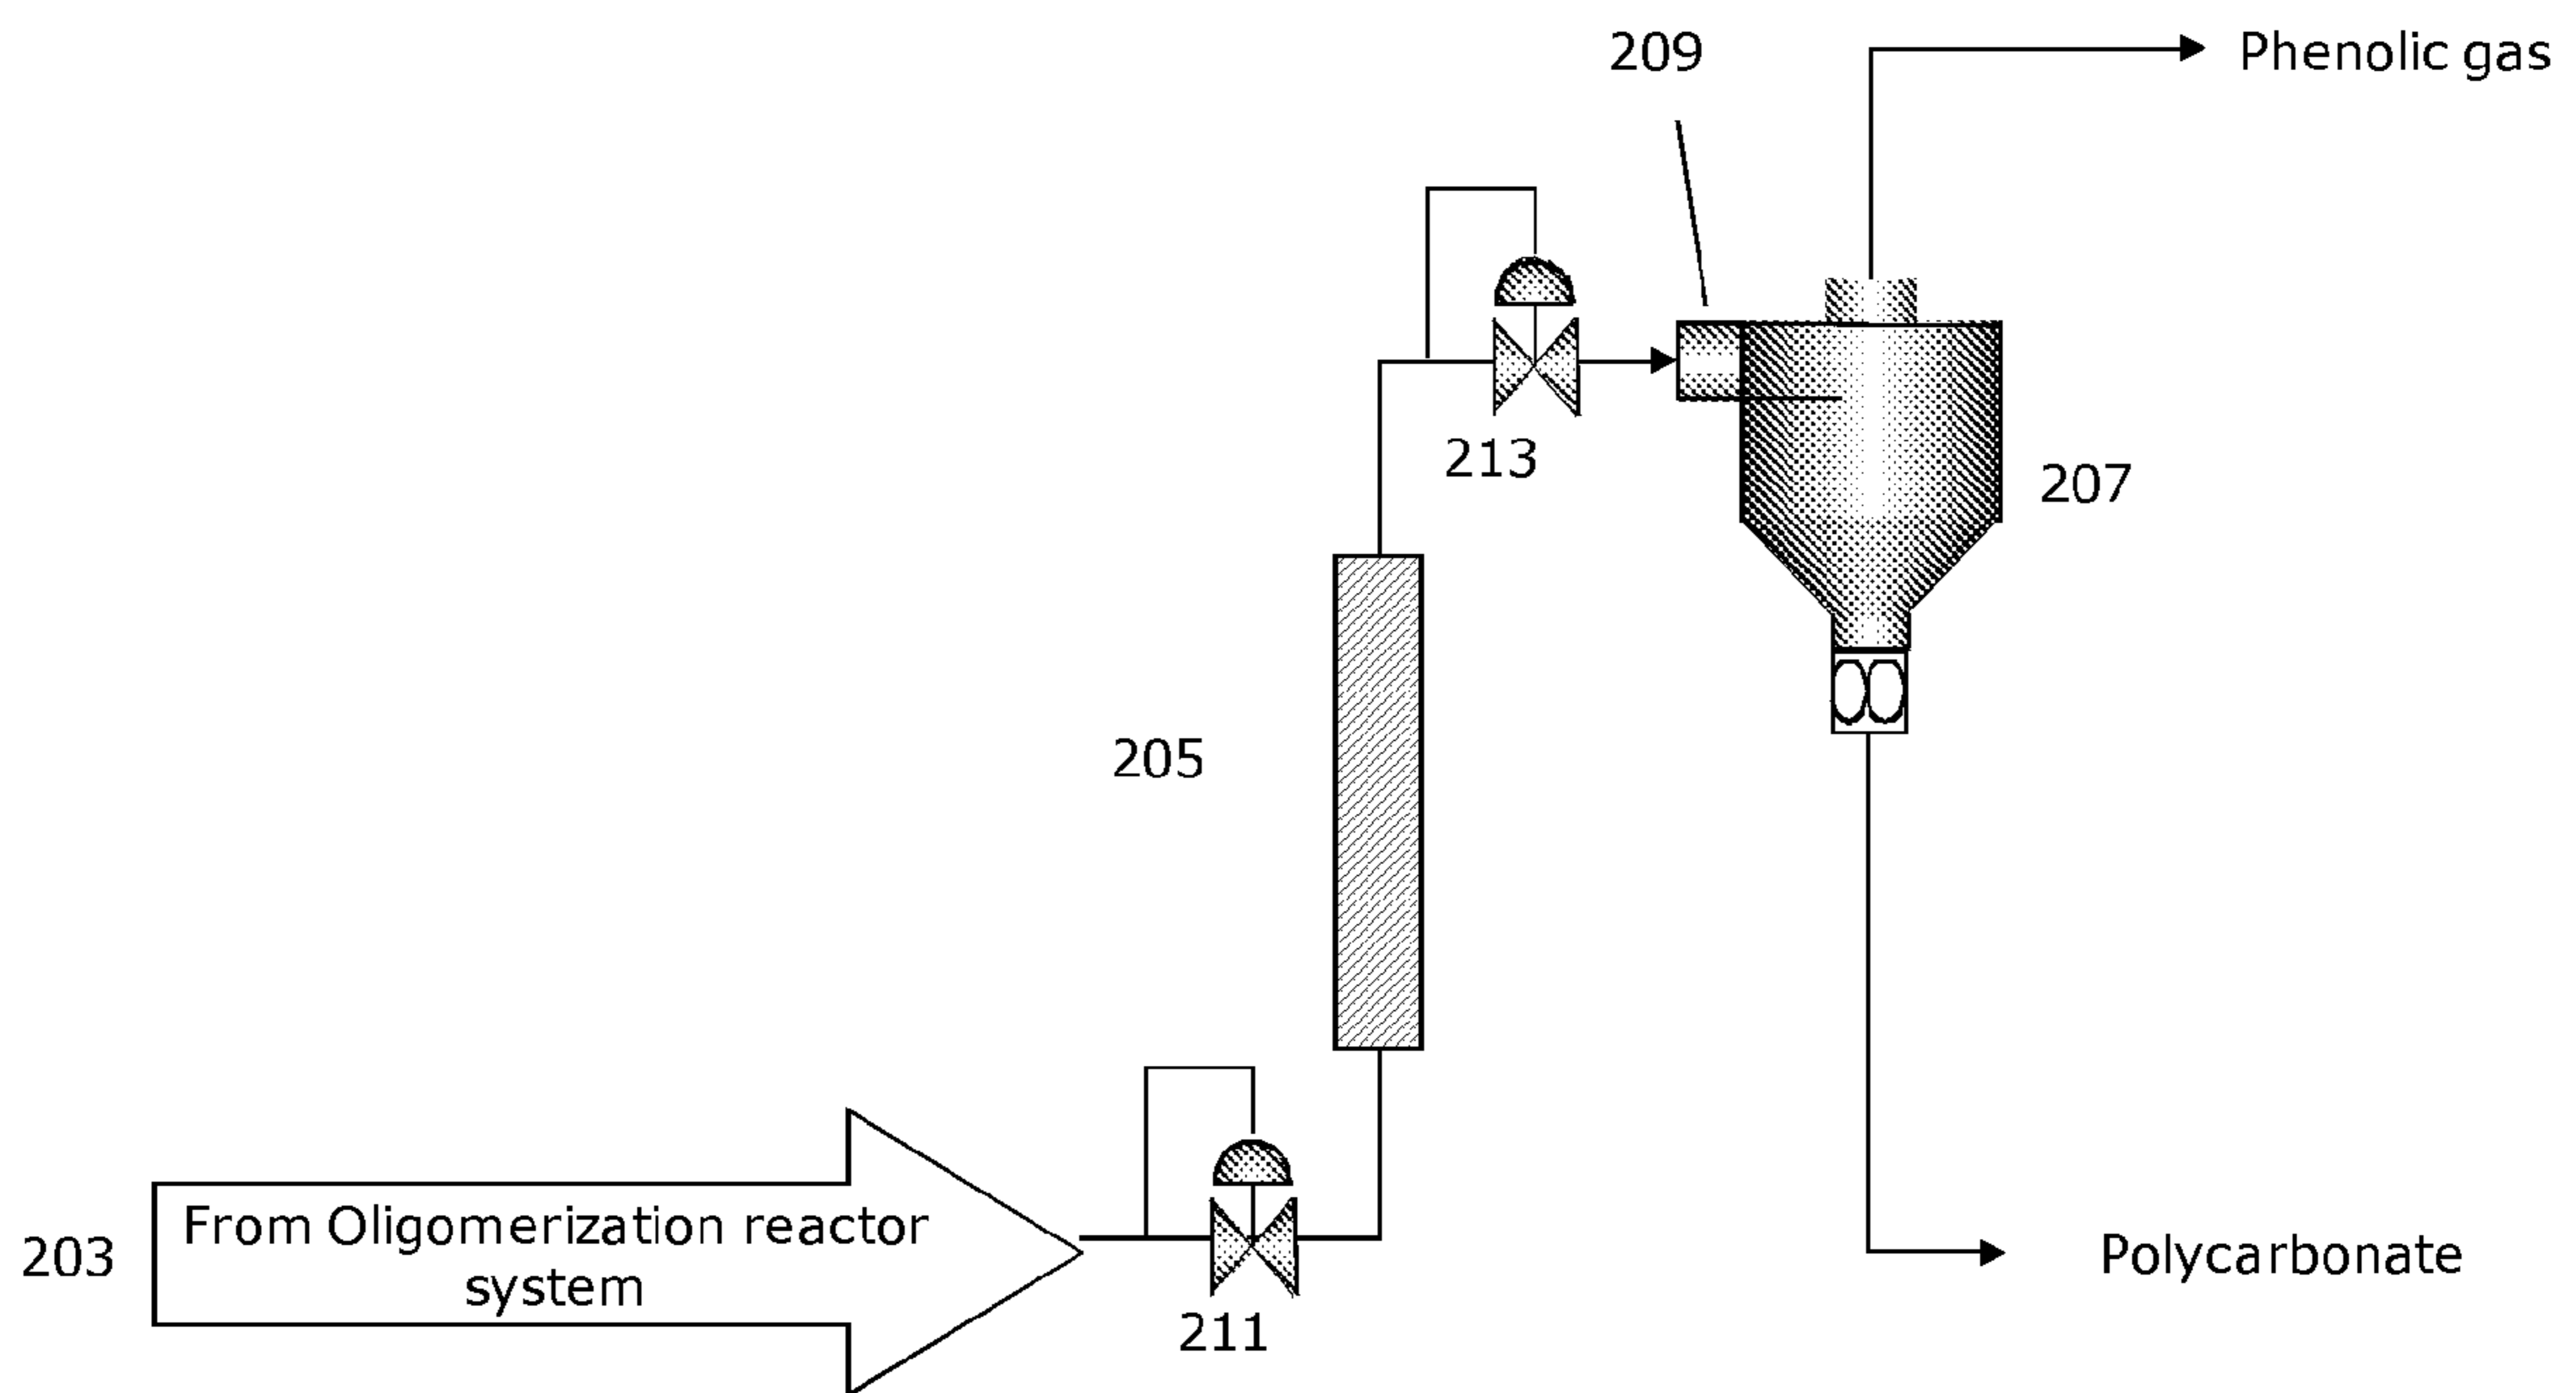 209
Phenolic gas
213
207
205
203
From Oligomerization reactor
system
211
Polycarbonate